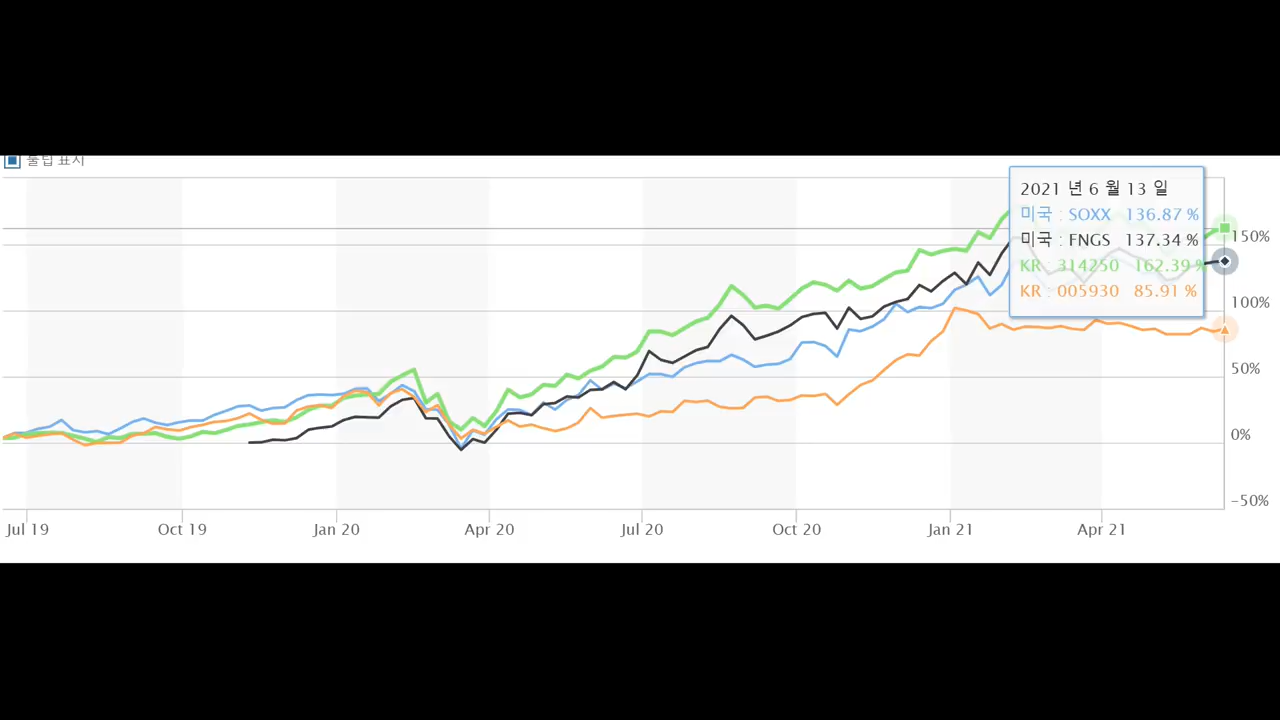 툴팁 표시
2021 년 6 월 13 일
미국 : SOXX 136.87 %
미국 : FNGS 137.34 %
KR : 314250 162.39 %
KR : 005930 85.91 %
150%
100%
50%
0%
-50%
Jul 19 Oct 19 Jan 20 Apr 20 Jul 20 Oct 20 Jan 21 Apr 21